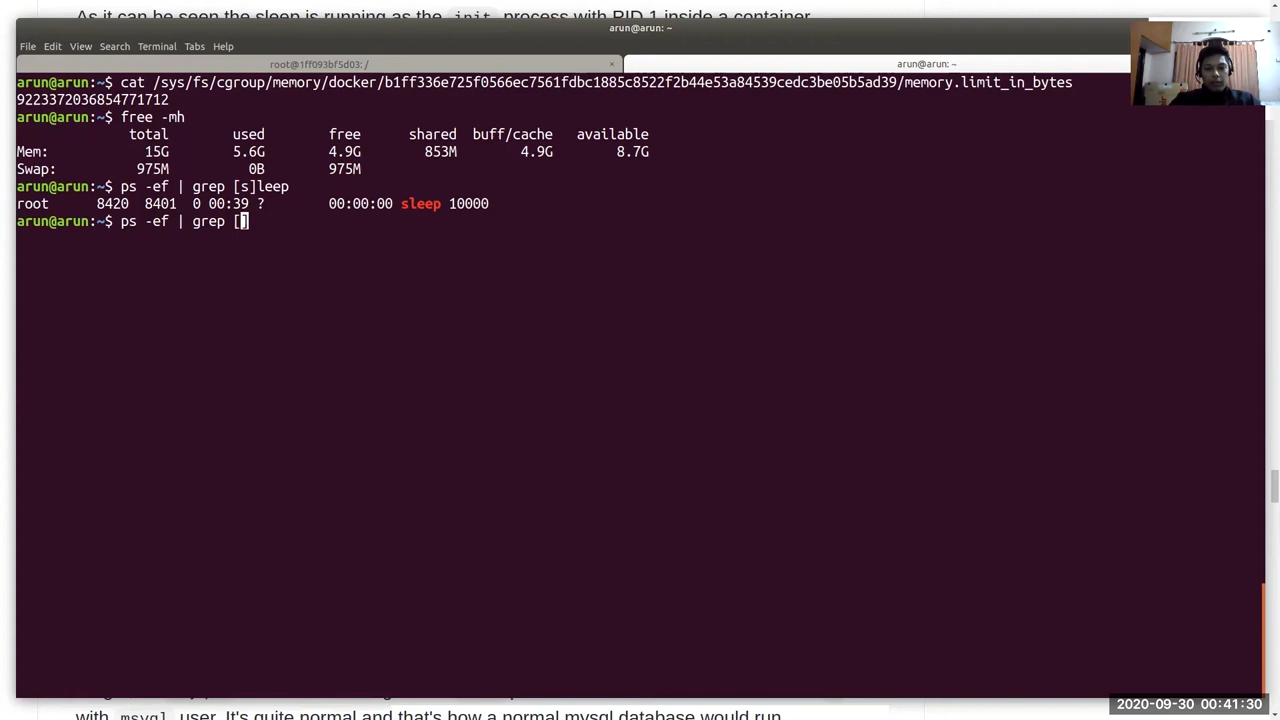 As it can be seen the sleep is running as the init process with PID 1 inside a container
arun@arun: ~
File Edit View Search Terminal Tabs Help
root@1ff093bf5d03: / ×
arun@arun: ~
arun@arun:~$ cat /sys/fs/cgroup/memory/docker/b1ff336e725f0566ec7561fdbc1885c8522f2b44e53a84539cedc3be05b5ad39/memory.limit_in_bytes
9223372036854771712
arun@arun:~$ free -mh
total used free shared buff/cache available
Mem: 15G 5.6G 4.9G 853M 4.9G 8.7G
Swap: 975M 0B 975M
arun@arun:~$ ps -ef | grep [s]leep
root 8420 8401 0 00:39 ? 00:00:00 sleep 10000
arun@arun:~$ ps -ef | grep []
with msyql user. It's quite normal and that's how a normal mysql database would run
2020-09-30 00:41:30